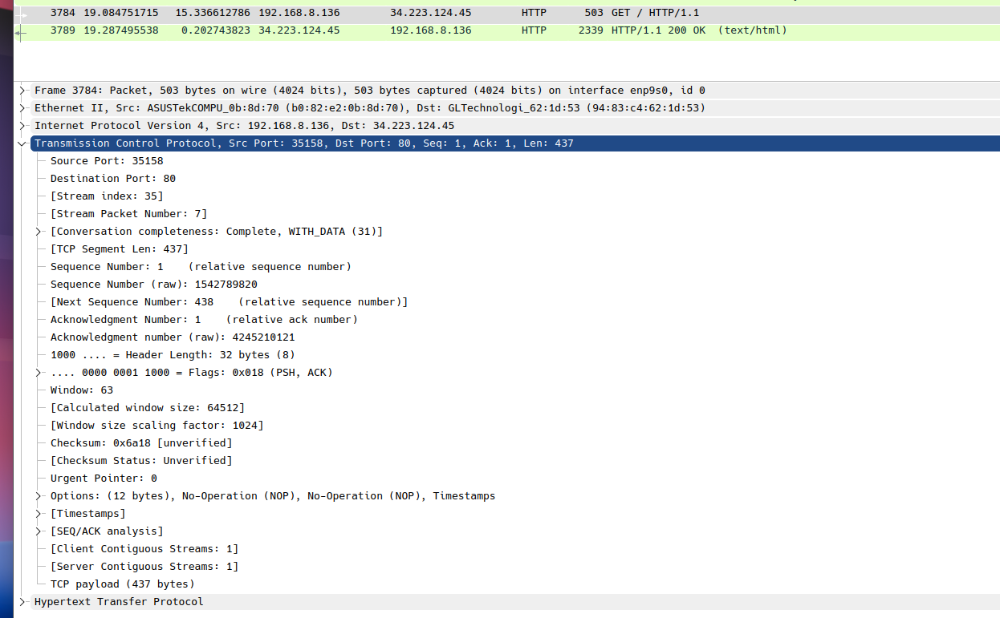 3784 19.084751715 15.336612786 192.168.8.136 34.223.124.45 HTTP 503 GET / HTTP/1.1
3789 19.287495538 0.202743823 34.223.124.45 192.168.8.136 HTTP 2339 HTTP/1.1 200 OK (text/html)
Frame 3784: Packet, 503 bytes on wire (4024 bits), 503 bytes captured (4024 bits) on interface enp9s0, id 0
Ethernet II, Src: ASUSTekCOMPU_0b:8d:70 (b0:82:e2:0b:8d:70), Dst: GLTechnologi_62:1d:53 (94:83:c4:62:1d:53)
Internet Protocol Version 4, Src: 192.168.8.136, Dst: 34.223.124.45
Transmission Control Protocol, Src Port: 35158, Dst Port: 80, Seq: 1, Ack: 1, Len: 437
Source Port: 35158
Destination Port: 80
[Stream index: 35]
[Stream Packet Number: 7]
[Conversation completeness: Complete, WITH_DATA (31)]
[TCP Segment Len: 437]
Sequence Number: 1 (relative sequence number)
Sequence Number (raw): 1542789820
[Next Sequence Number: 438 (relative sequence number)]
Acknowledgment Number: 1 (relative ack number)
Acknowledgment number (raw): 4245210121
1000 .... = Header Length: 32 bytes (8)
.... 0000 0001 1000 = Flags: 0x018 (PSH, ACK)
Window: 63
[Calculated window size: 64512]
[Window size scaling factor: 1024]
Checksum: 0x6a18 [unverified]
[Checksum Status: Unverified]
Urgent Pointer: 0
Options: (12 bytes), No-Operation (NOP), No-Operation (NOP), Timestamps
[Timestamps]
[SEQ/ACK analysis]
[Client Contiguous Streams: 1]
[Server Contiguous Streams: 1]
TCP payload (437 bytes)
Hypertext Transfer Protocol